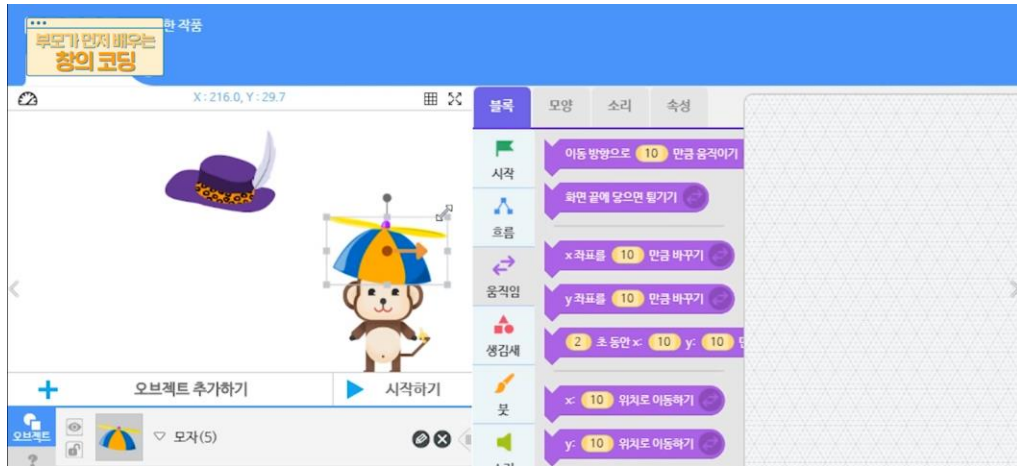 한 작품
부모가 먼저 배우는
창의 코딩
X : 216.0, Y : 29.7
블록
모양
소리
속성
시작
흐름
움직임
생김새
붓
이동 방향으로 10 만큼 움직이기
화면 끝에 닿으면 튕기기
x 좌표를 10 만큼 바꾸기
y 좌표를 10 만큼 바꾸기
2 초 동안 x: 10 y: 10
x: 10 위치로 이동하기
y: 10 위치로 이동하기
오브젝트 추가하기
시작하기
오브젝트
모자(5)
?